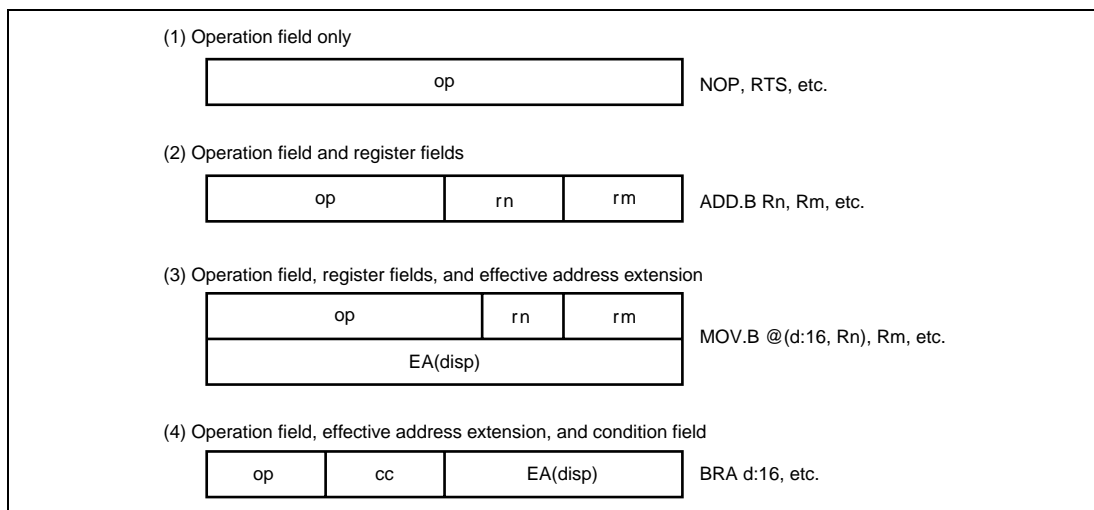 (1) Operation field only
op
NOP, RTS, etc.
(2) Operation field and register fields
op rn rm
ADD.B Rn, Rm, etc.
(3) Operation field, register fields, and effective address extension
op rn rm
MOV.B @(d:16, Rn), Rm, etc.
EA(disp)
(4) Operation field, effective address extension, and condition field
op cc EA(disp)
BRA d:16, etc.